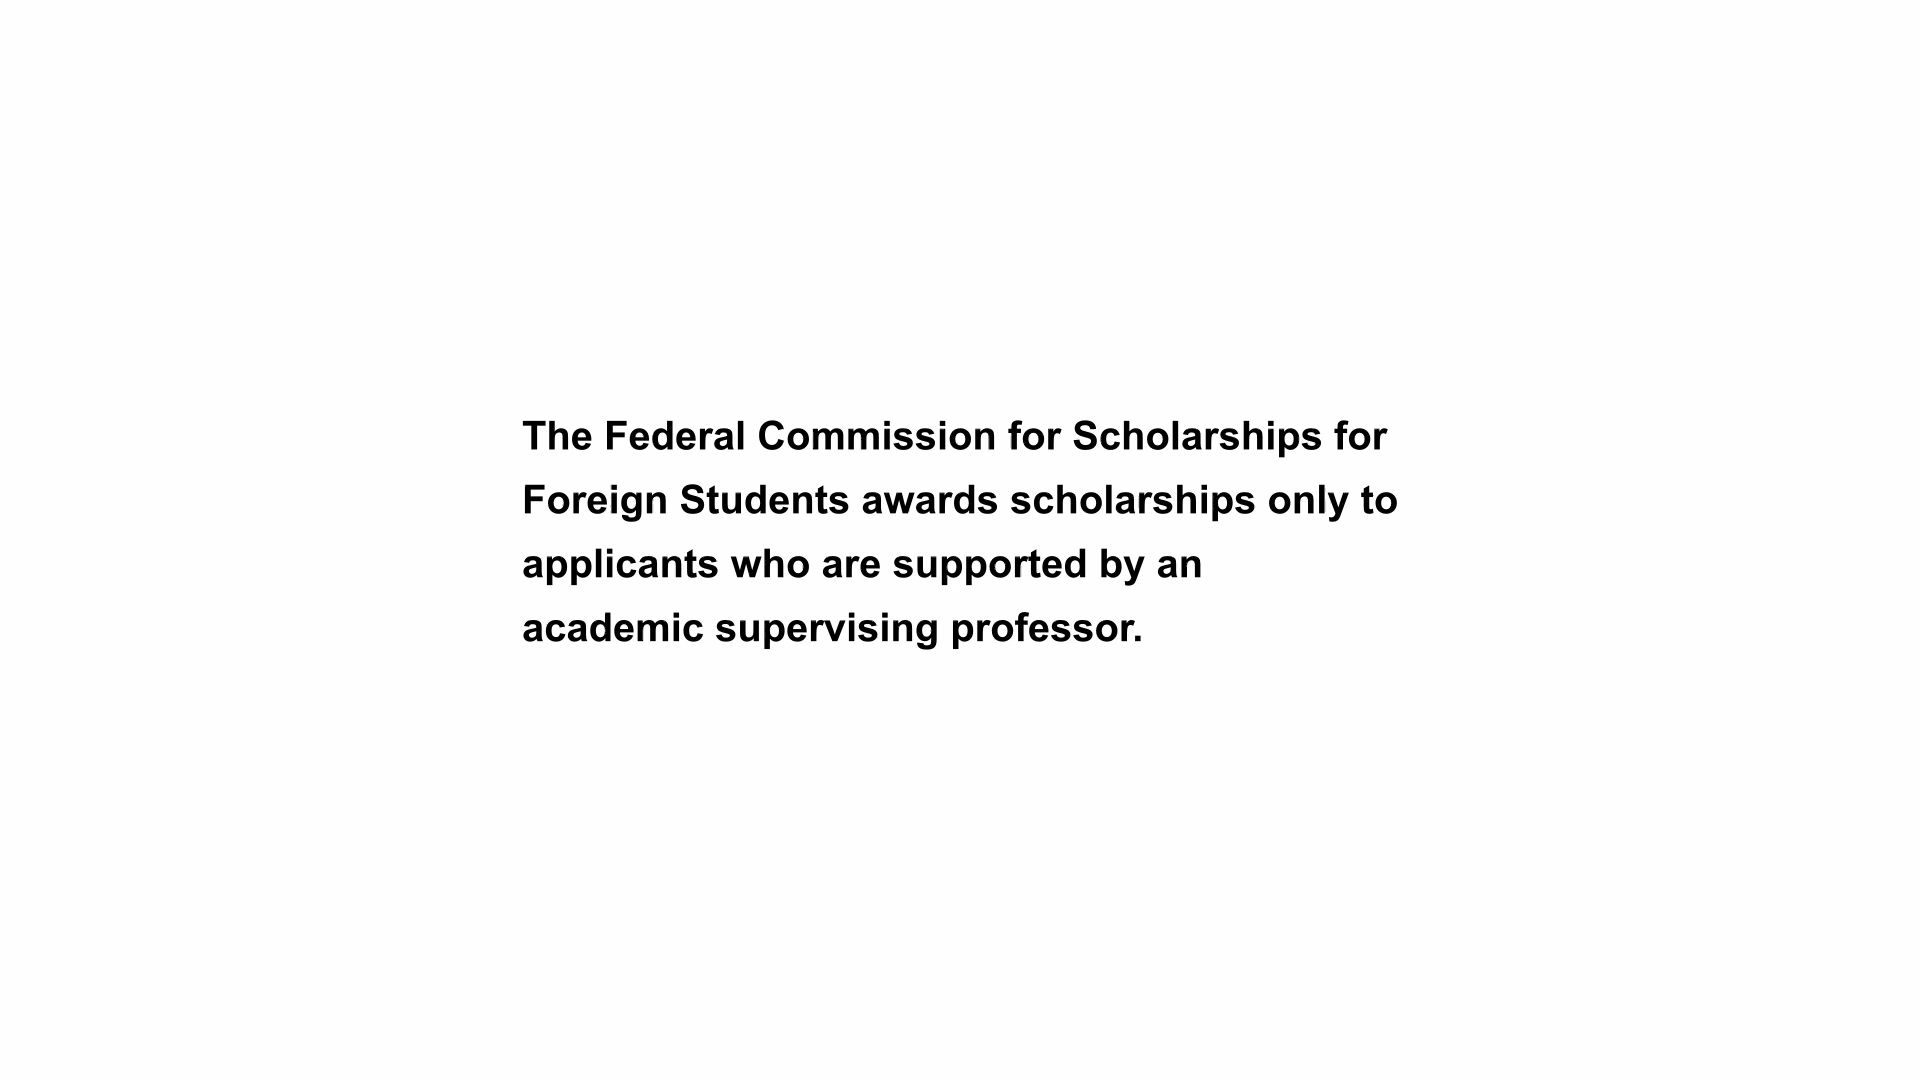 The Federal Commission for Scholarships for
Foreign Students awards scholarships only to
applicants who are supported by an
academic supervising professor.